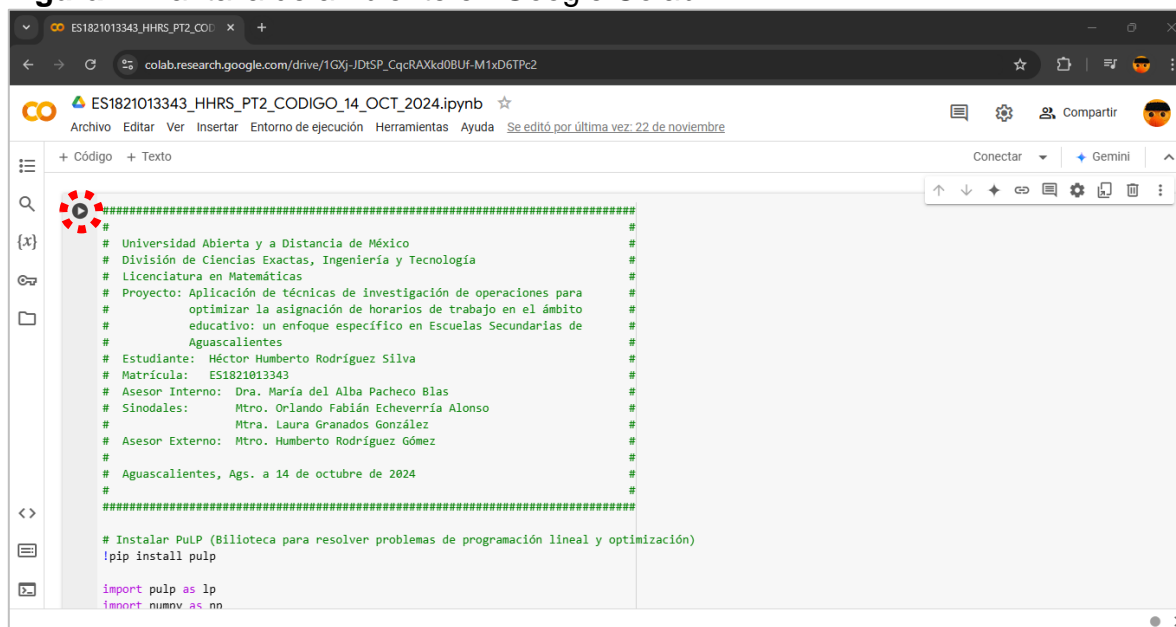 ES1821013343_HHRS_PT2_COD
colab.research.google.com/drive/1GXj-JDtSP_CqcRAXkd0BUf-M1xD6TPc2
ES1821013343_HHRS_PT2_CODIGO_14_OCT_2024.ipynb
Compartir
Archivo Editar Ver Insertar Entorno de ejecución Herramientas Ayuda Se editó por última vez: 22 de noviembre
+ Código + Texto Conectar Gemini
################################################################################
# #
# Universidad Abierta y a Distancia de México #
# División de Ciencias Exactas, Ingeniería y Tecnología #
# Licenciatura en Matemáticas #
# Proyecto: Aplicación de técnicas de investigación de operaciones para #
# optimizar la asignación de horarios de trabajo en el ámbito #
# educativo: un enfoque específico en Escuelas Secundarias de #
# Aguascalientes #
# Estudiante: Héctor Humberto Rodríguez Silva #
# Matrícula: ES1821013343 #
# Asesor Interno: Dra. María del Alba Pacheco Blas #
# Sinodales: Mtro. Orlando Fabián Echeverría Alonso #
# Mtra. Laura Granados González #
# Asesor Externo: Mtro. Humberto Rodríguez Gómez #
# #
# Aguascalientes, Ags. a 14 de octubre de 2024 #
# #
################################################################################
# Instalar PuLP (Bilioteca para resolver problemas de programación lineal y optimización)
!pip install pulp
import pulp as lp
import numpy as np